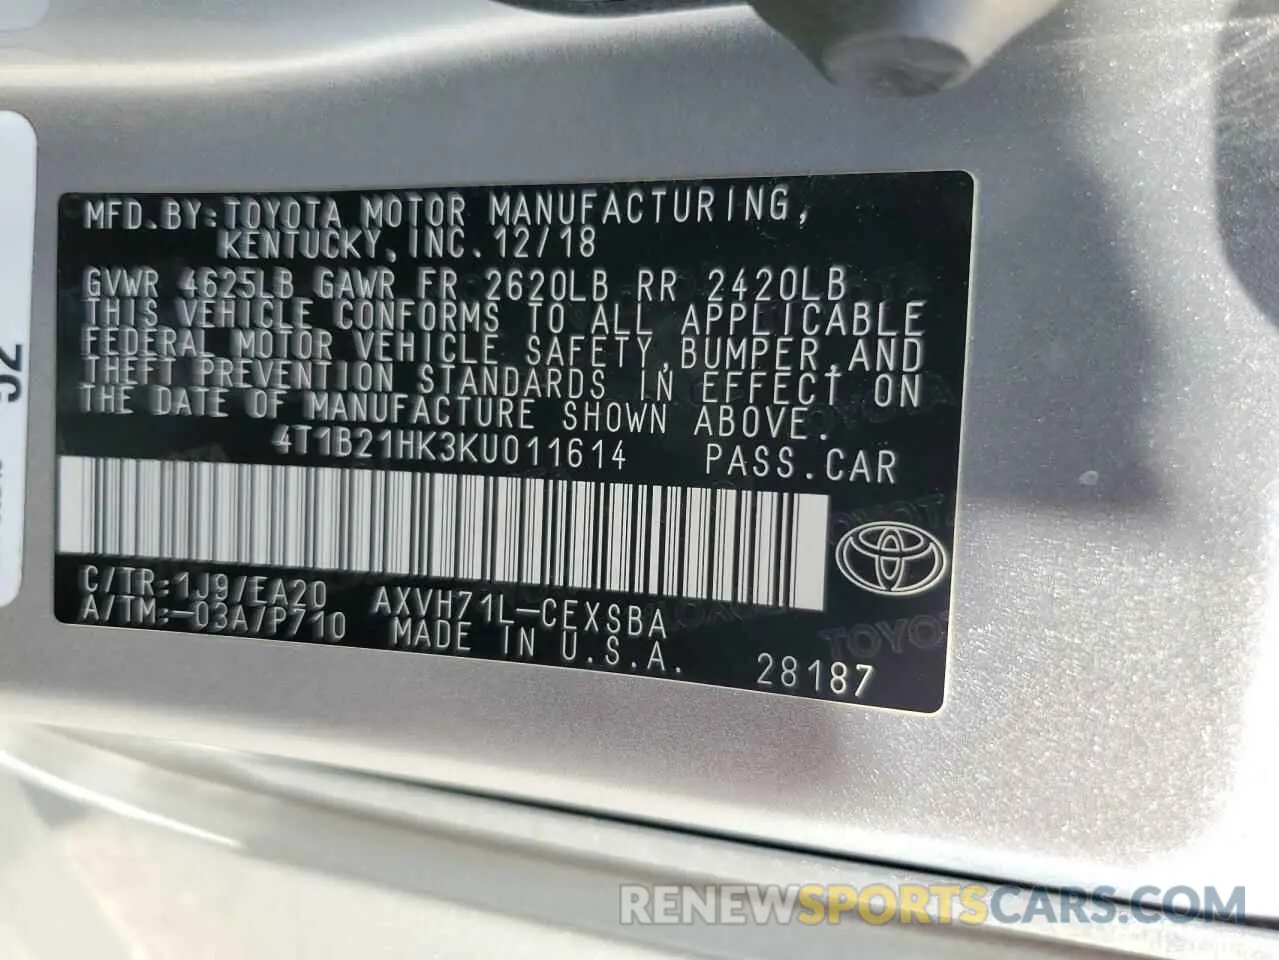 MFD. BY: TOYOTA MOTOR MANUFACTURING,
KENTUCKY, INC. 12/18
GVWR 4625LB GAWR FR 2620LB RR 2420LB
THIS VEHICLE CONFORMS TO ALL APPLICABLE
FEDERAL MOTOR VEHICLE SAFETY, BUMPER, AND
THEFT PREVENTION STANDARDS IN EFFECT ON
THE DATE OF MANUFACTURE SHOWN ABOVE.
4T1B21HK3KU011614 PASS. CAR
C/TR: 1J9/EA20 AXVH71L-CEXSBA
A/TM: -03A/P710 MADE IN U.S.A.
28187
TOYOTA
RENEWSPORTSCARS.COM